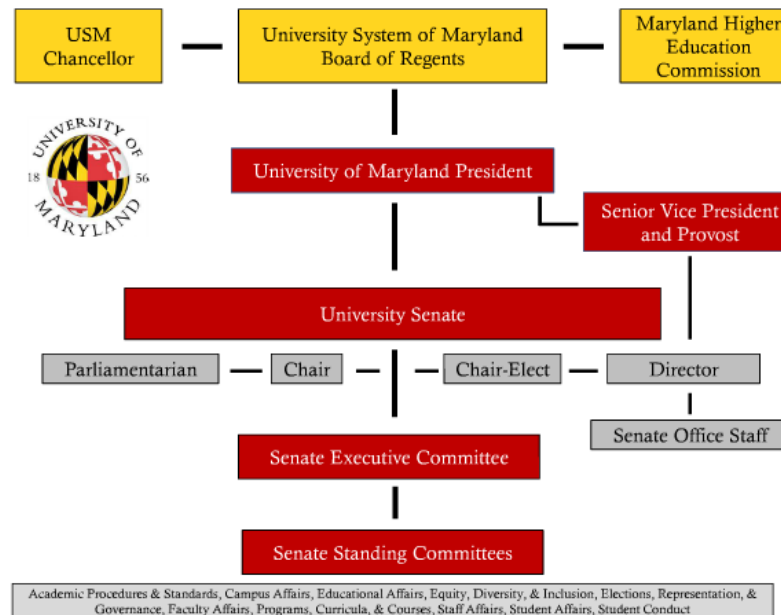 USM
Chancellor
University System of Maryland
Board of Regents
Maryland Higher
Education
Commission
UNIVERSITY OF
18 56
MARYLAND
University of Maryland President
Senior Vice President
and Provost
University Senate
Parliamentarian
Chair
Chair-Elect
Director
Senate Office Staff
Senate Executive Committee
Senate Standing Committees
Academic Procedures & Standards, Campus Affairs, Educational Affairs, Equity, Diversity, & Inclusion, Elections, Representation, &
Governance, Faculty Affairs, Programs, Curricula, & Courses, Staff Affairs, Student Affairs, Student Conduct